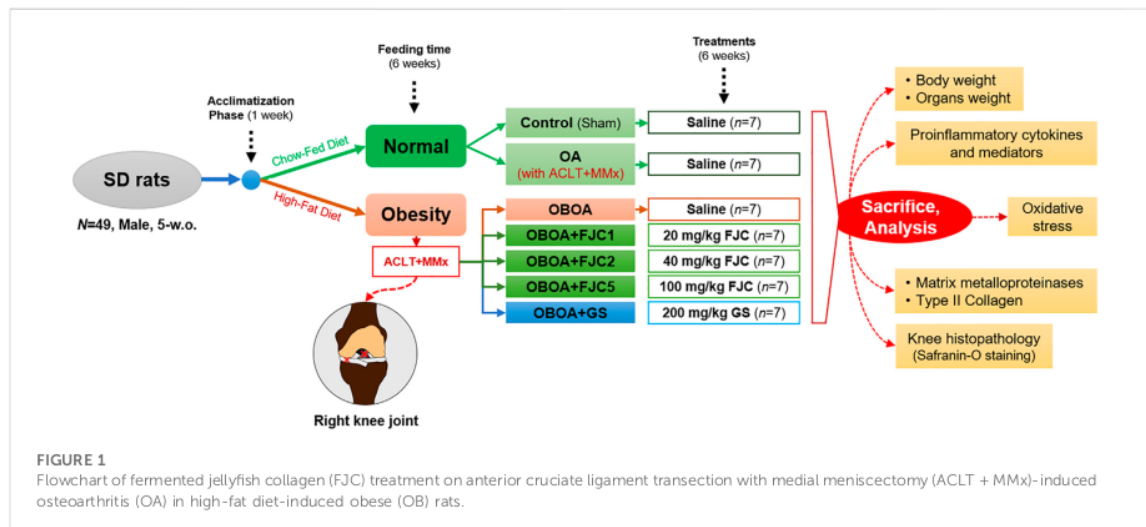 Feeding time
(6 weeks)
Treatments
(6 weeks)
Acclimatization
Phase (1 week)
SD rats
N=49, Male, 5-w.o.
Chow-Fed Diet
High-Fat Diet
Normal
Obesity
ACLT+MMx
Right knee joint
Control (Sham)
Saline (n=7)
OA
(with ACLT+MMx)
Saline (n=7)
OBOA
Saline (n=7)
OBOA+FJC1
20 mg/kg FJC (n=7)
OBOA+FJC2
40 mg/kg FJC (n=7)
OBOA+FJC5
100 mg/kg FJC (n=7)
OBOA+GS
200 mg/kg GS (n=7)
Sacrifice,
Analysis
• Body weight
• Organs weight
Proinflammatory cytokines
and mediators
Oxidative
stress
• Matrix metalloproteinases
• Type II Collagen
Knee histopathology
(Safranin-O staining)
FIGURE 1
Flowchart of fermented jellyfish collagen (FJC) treatment on anterior cruciate ligament transection with medial meniscectomy (ACLT + MMx)-induced
osteoarthritis (OA) in high-fat diet-induced obese (OB) rats.